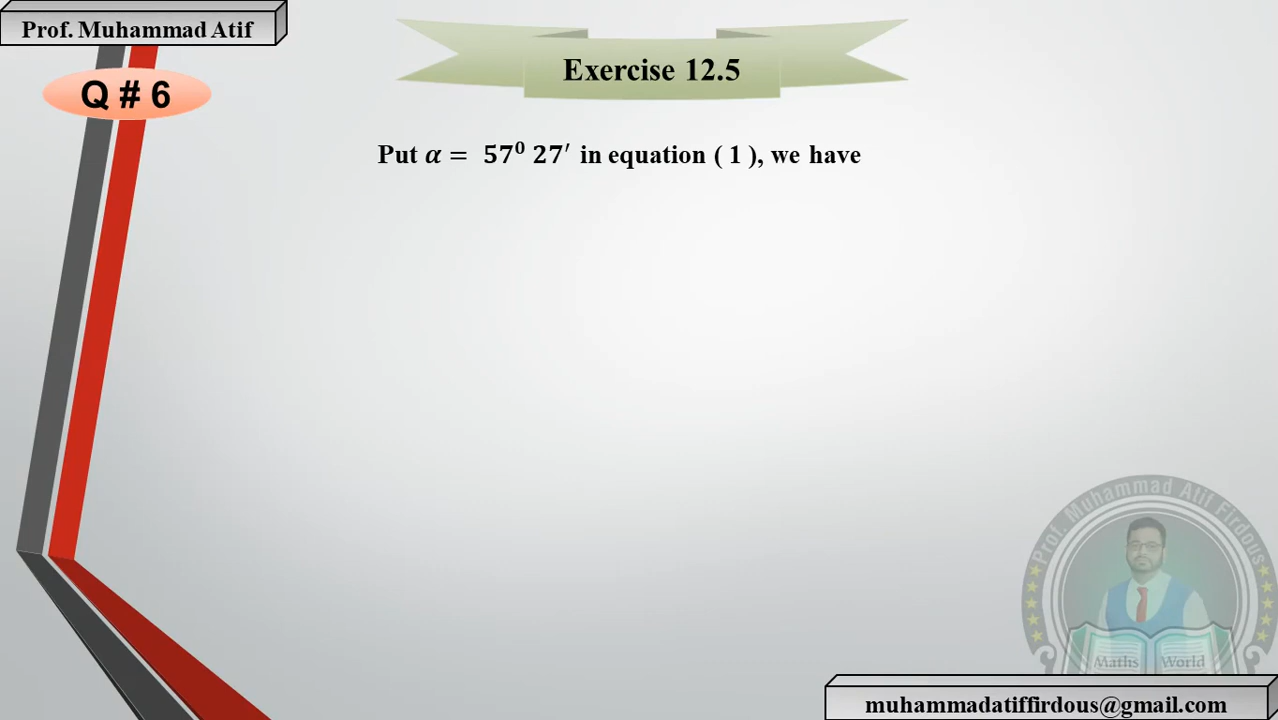 Prof. Muhammad Atif
Exercise 12.5
Q # 6
Put α = 57⁰ 27′ in equation ( 1 ), we have
Prof. Muhammad Atif Firdous
Maths World
muhammadatiffirdous@gmail.com